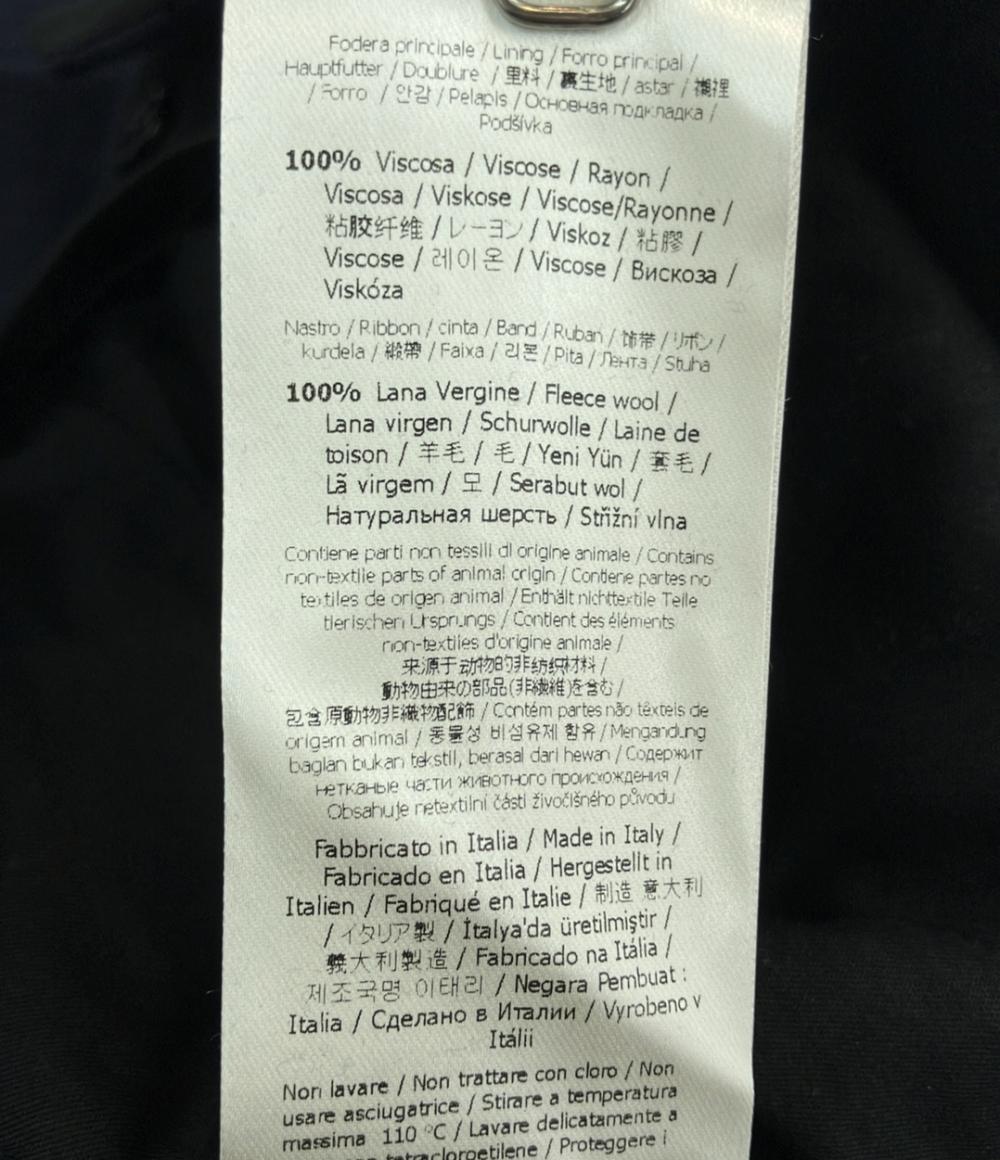 Fodera principale / Lining / Forro principal /
Hauptfutter / Doublure / 里料 / 裏生地 / astar / 襯裡
/ Forro / 안감 / Pelapis / Основная подкладка /
Podšívka
100% Viscosa / Viscose / Rayon /
Viscosa / Viskose / Viscose/Rayonne /
粘胶纤维 / レーヨン / Viskoz / 粘膠 /
Viscose / 레이온 / Viscose / Вискоза /
Viskóza
Nastro / Ribbon / cinta / Band / Ruban / 饰带 / リボン /
kurdela / 緞帶 / Faixa / 리본 / Pita / Лента / Stuha
100% Lana Vergine / Fleece wool /
Lana virgen / Schurwolle / Laine de
toison / 羊毛 / 毛 / Yeni Yün / 套毛 /
Lã virgem / 모 / Serabut wol /
Натуральная шерсть / Střižní vlna
Contiene parti non tessili di origine animale / Contains
non-textile parts of animal origin / Contiene partes no
textiles de origen animal / Enthält nichttextile Teile
tierischen Ursprungs / Contient des éléments
non-textiles d'origine animale /
来源于动物的非纺织材料 /
動物由来の部品(非繊維)を含む /
包含原動物非織物配飾 / Contém partes não têxteis de
origem animal / 동물성 비섬유제 함유 / Mengandung
bagian bukan tekstil, berasal dari hewan / Содержит
нетканые части животного происхождения /
Obsahuje netextilní části živočišného původu
Fabbricato in Italia / Made in Italy /
Fabricado en Italia / Hergestellt in
Italien / Fabriqué en Italie / 制造 意大利
/ イタリア製 / İtalya'da üretilmiştir /
義大利製造 / Fabricado na Itália /
제조국명 이태리 / Negara Pembuat :
Italia / Сделано в Италии / Vyrobeno v
Itálii
Non lavare / Non trattare con cloro / Non
usare asciugatrice / Stirare a temperatura
massima 110 °C / Lavare delicatamente a
tetracloroetilene / Proteggere i